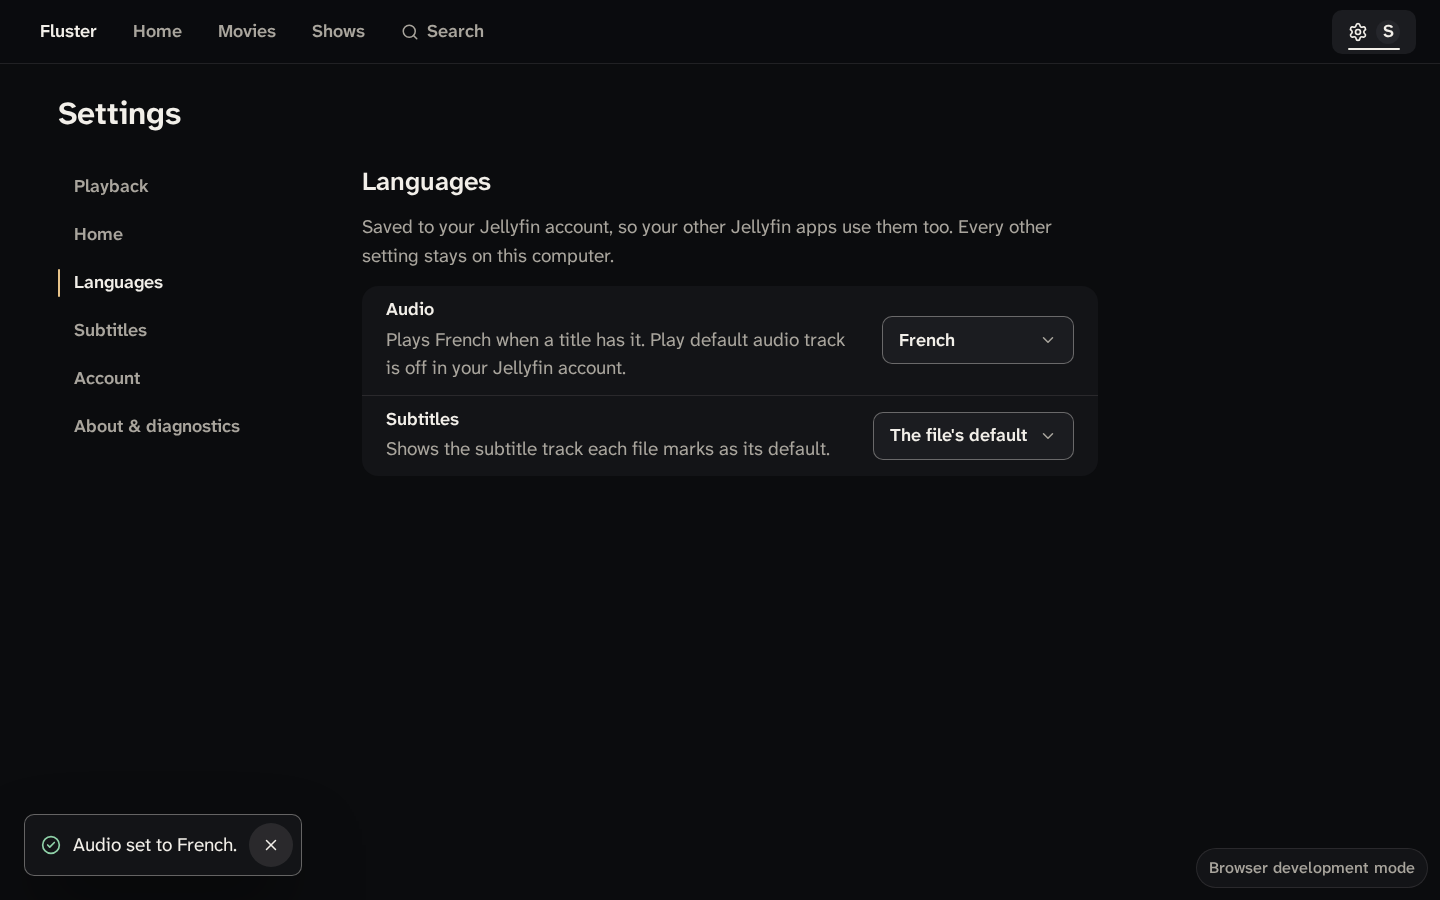 Fluster
Home
Movies
Shows
Search
S
Settings
Playback
Home
Languages
Subtitles
Account
About & diagnostics
Languages
Saved to your Jellyfin account, so your other Jellyfin apps use them too. Every other
setting stays on this computer.
Audio
Plays French when a title has it. Play default audio track
is off in your Jellyfin account.
French
Subtitles
Shows the subtitle track each file marks as its default.
The file's default
Audio set to French.
Browser development mode